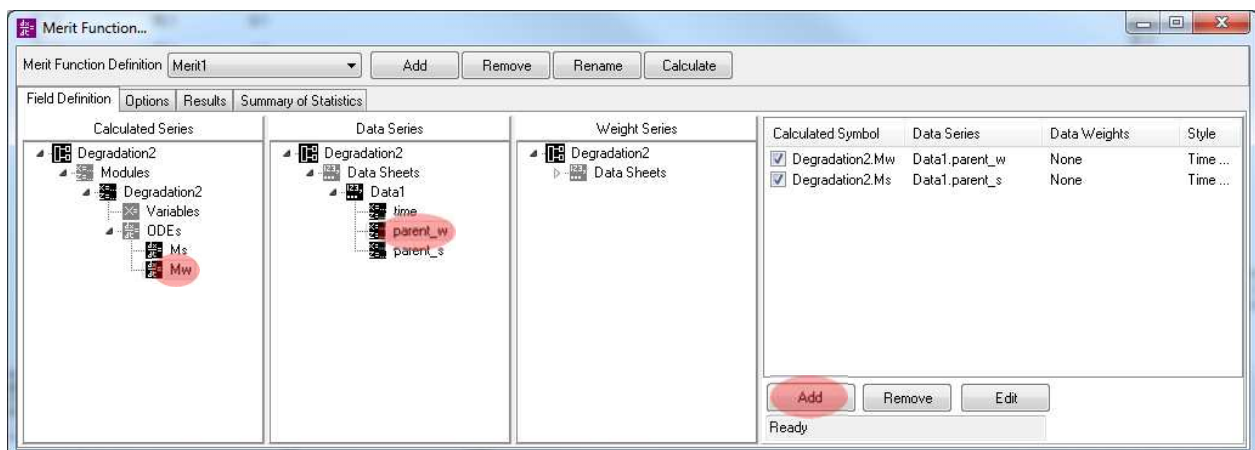 Merit Function...
Merit Function Definition Merit1 Add Remove Rename Calculate
Field Definition Options Results Summary of Statistics
Calculated Series
Degradation2
Modules
Degradation2
Variables
ODEs
Ms
Mw
Data Series
Degradation2
Data Sheets
Data1
time
parent_w
parent_s
Weight Series
Degradation2
Data Sheets
Calculated Symbol Data Series Data Weights Style
Degradation2.Mw Data1.parent_w None Time ...
Degradation2.Ms Data1.parent_s None Time ...
Add Remove Edit
Ready